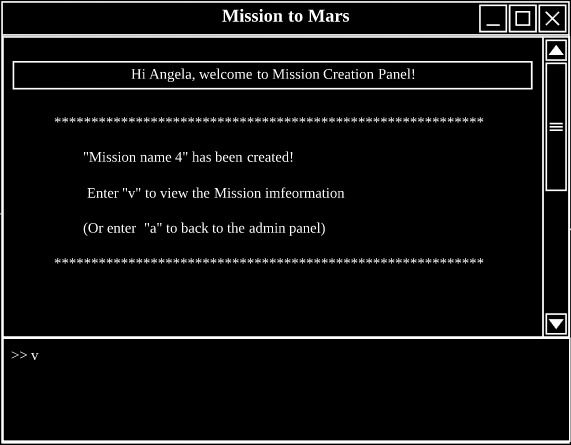 Mission to Mars
Hi Angela, welcome to Mission Creation Panel!
**********************************************************
"Mission name 4" has been created!
Enter "v" to view the Mission imfeormation
(Or enter  "a" to back to the admin panel)
**********************************************************
>> v